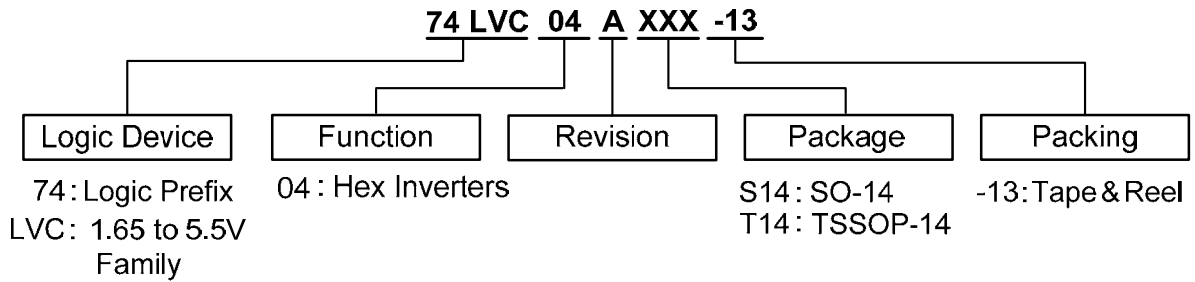 74 LVC 04 A XXX -13
Logic Device
Function
Revision
Package
Packing
74 : Logic Prefix
LVC : 1.65 to 5.5V
Family
04 : Hex Inverters
S14 : SO-14
T14 : TSSOP-14
-13 : Tape & Reel